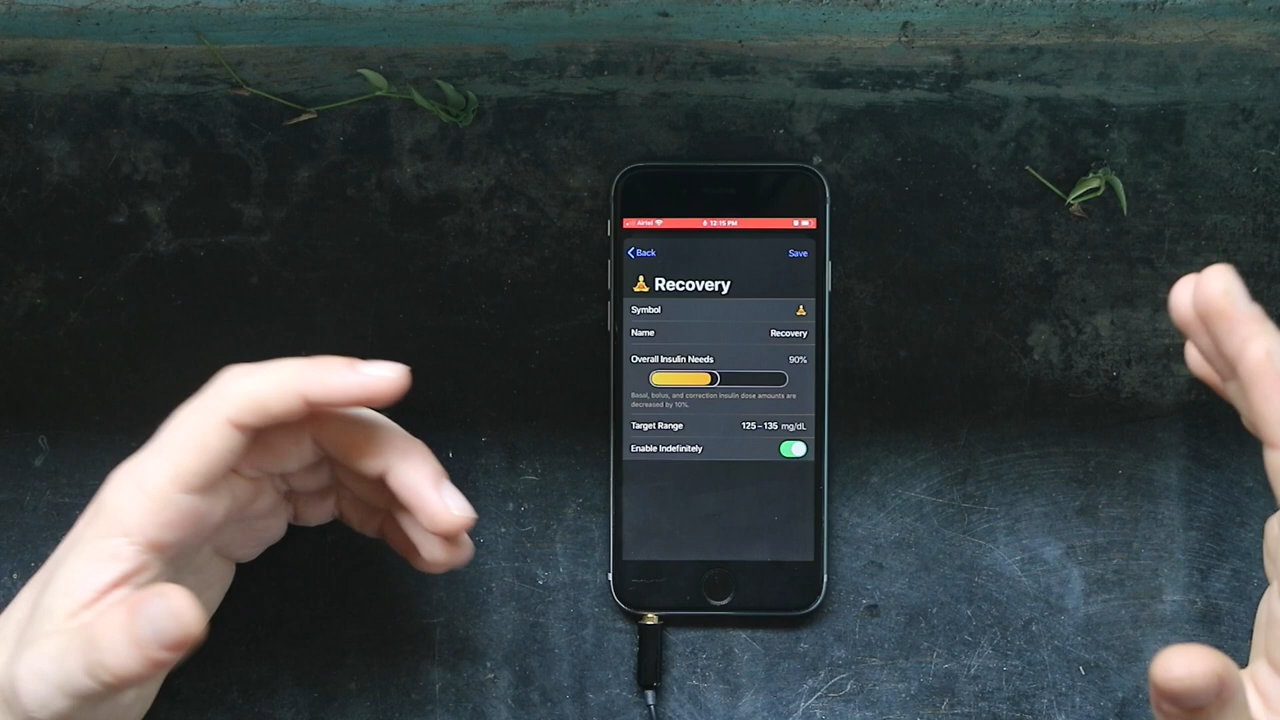 Airtel 12:15 PM
Back Save
Recovery
Symbol
Name Recovery
Overall Insulin Needs 90%
Basal, bolus, and correction insulin dose amounts are
decreased by 10%.
Target Range 125–135 mg/dL
Enable Indefinitely